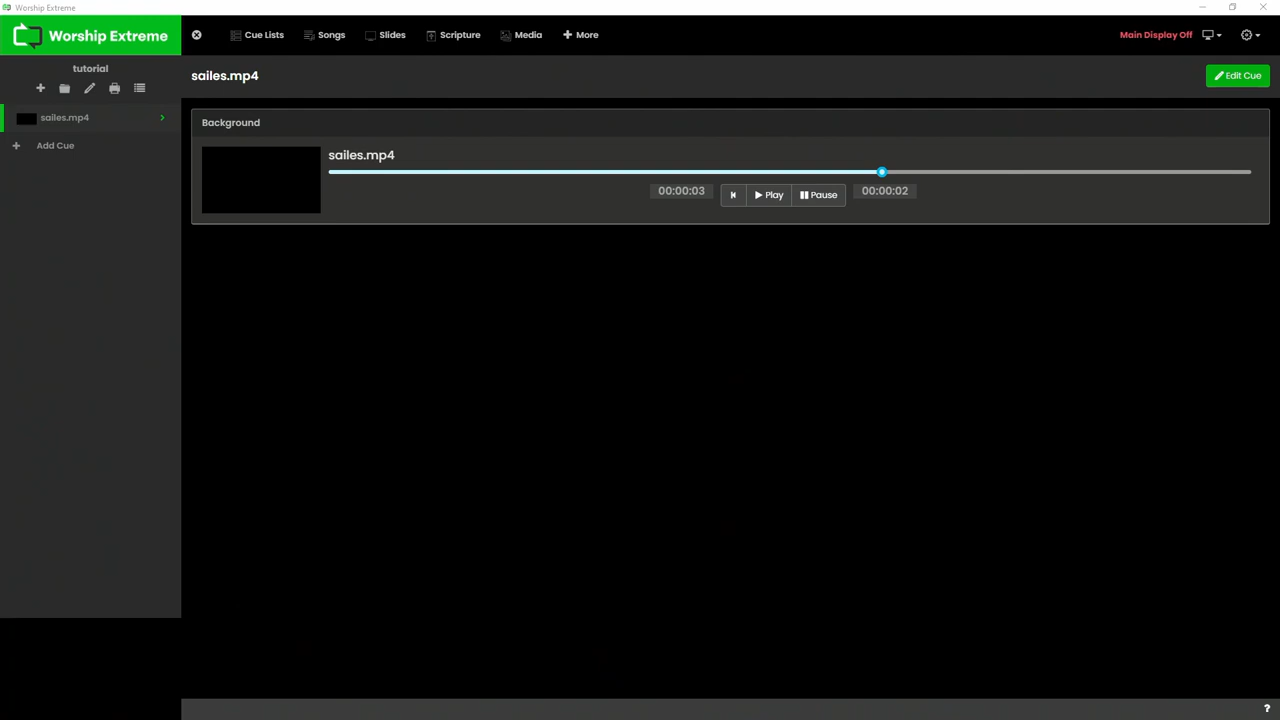 Worship Extreme
Worship Extreme
Cue Lists
Songs
Slides
Scripture
Media
More
Main Display Off
tutorial
sailes.mp4
Edit Cue
sailes.mp4
Add Cue
Background
sailes.mp4
00:00:03
Play
Pause
00:00:02
?